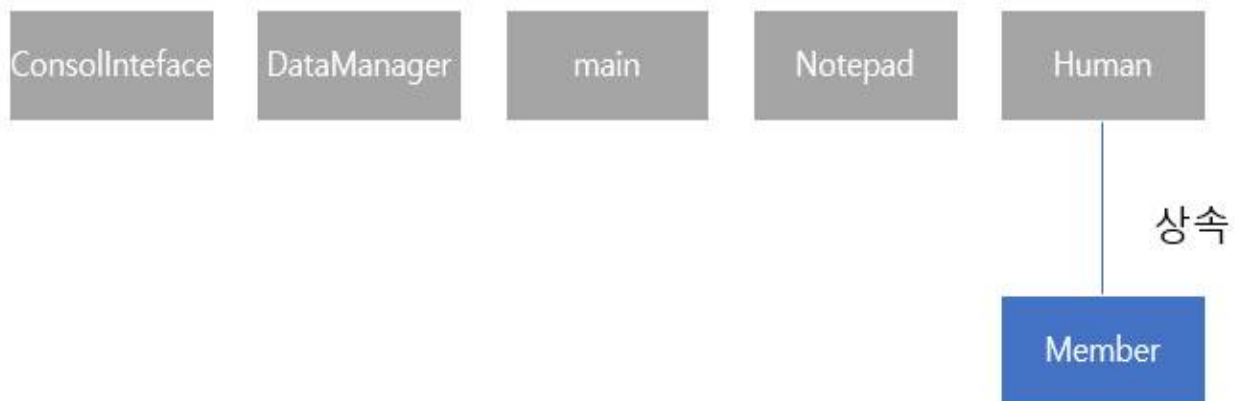 ConsolInteface
DataManager
main
Notepad
Human
상속
Member